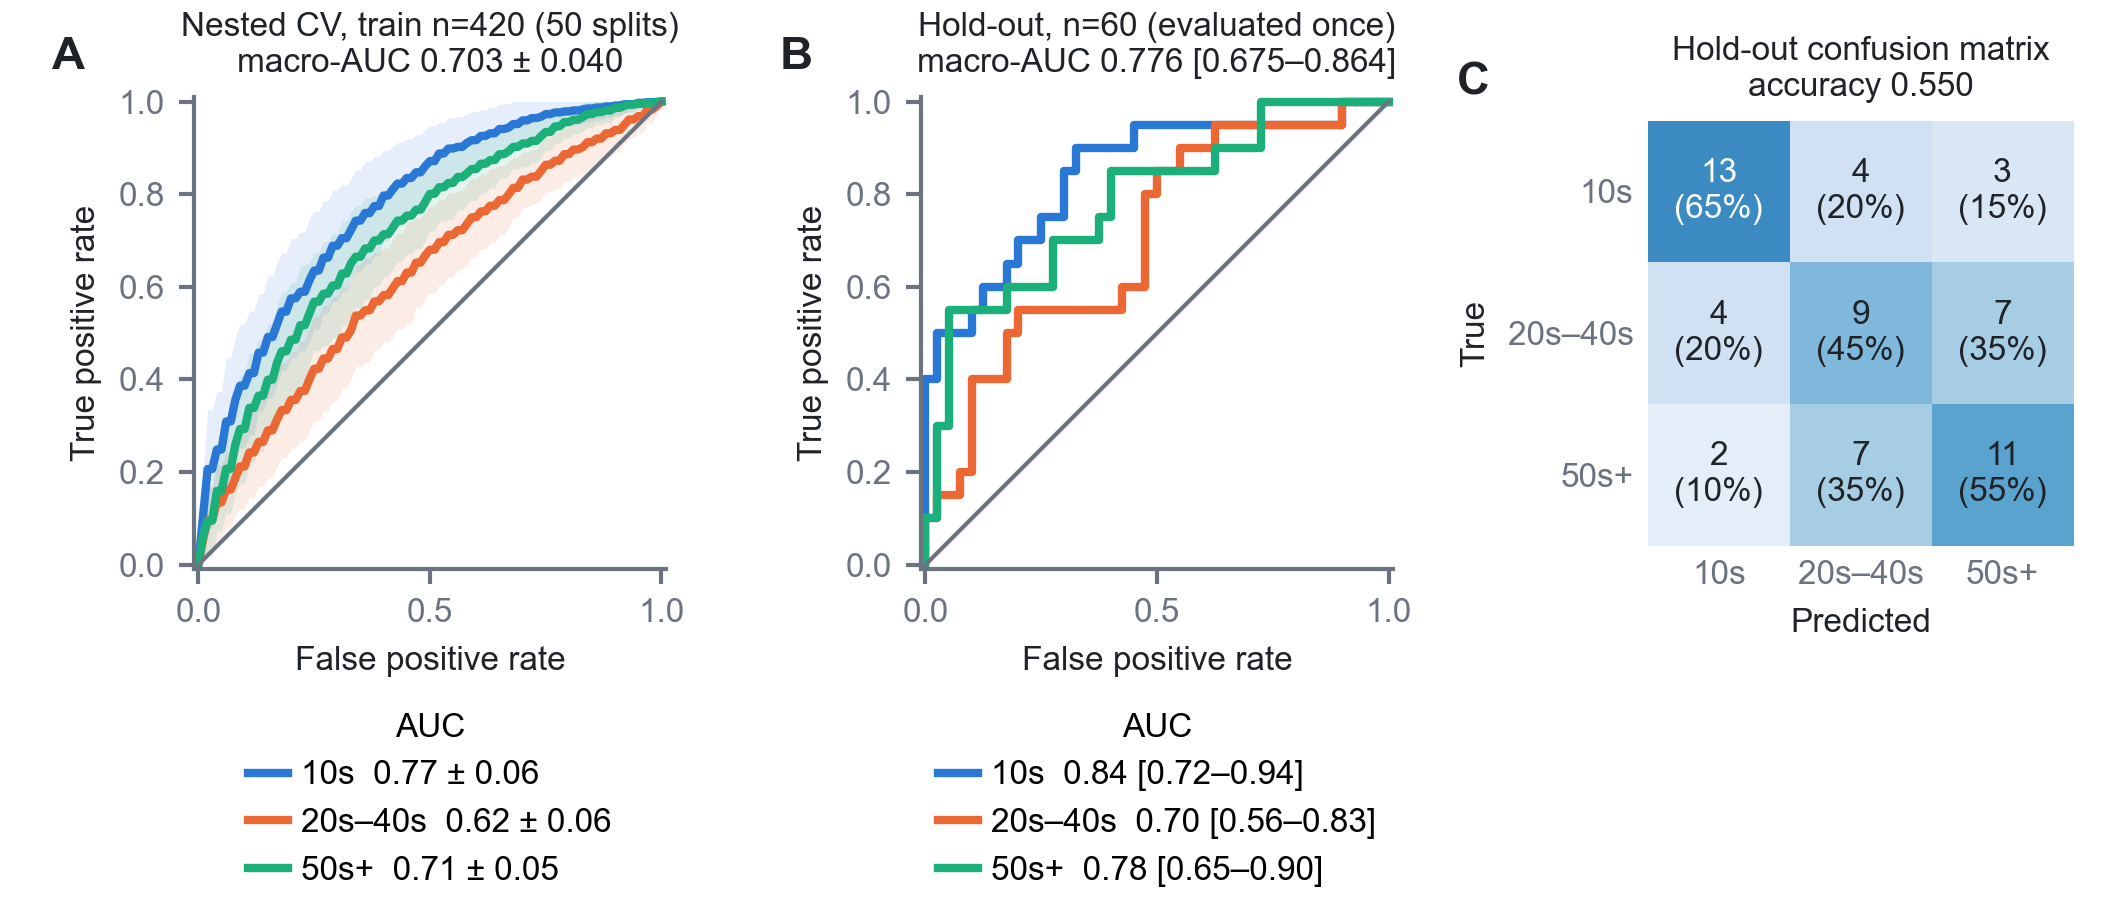 A
Nested CV, train n=420 (50 splits)
macro-AUC 0.703 ± 0.040
True positive rate
1.0
0.8
0.6
0.4
0.2
0.0
0.0
0.5
1.0
False positive rate
AUC
10s 0.77 ± 0.06
20s–40s 0.62 ± 0.06
50s+ 0.71 ± 0.05
B
Hold-out, n=60 (evaluated once)
macro-AUC 0.776 [0.675–0.864]
True positive rate
1.0
0.8
0.6
0.4
0.2
0.0
0.0
0.5
1.0
False positive rate
AUC
10s 0.84 [0.72–0.94]
20s–40s 0.70 [0.56–0.83]
50s+ 0.78 [0.65–0.90]
C
Hold-out confusion matrix
accuracy 0.550
True
10s
13
(65%)
4
(20%)
3
(15%)
20s–40s
4
(20%)
9
(45%)
7
(35%)
50s+
2
(10%)
7
(35%)
11
(55%)
10s
20s–40s
50s+
Predicted